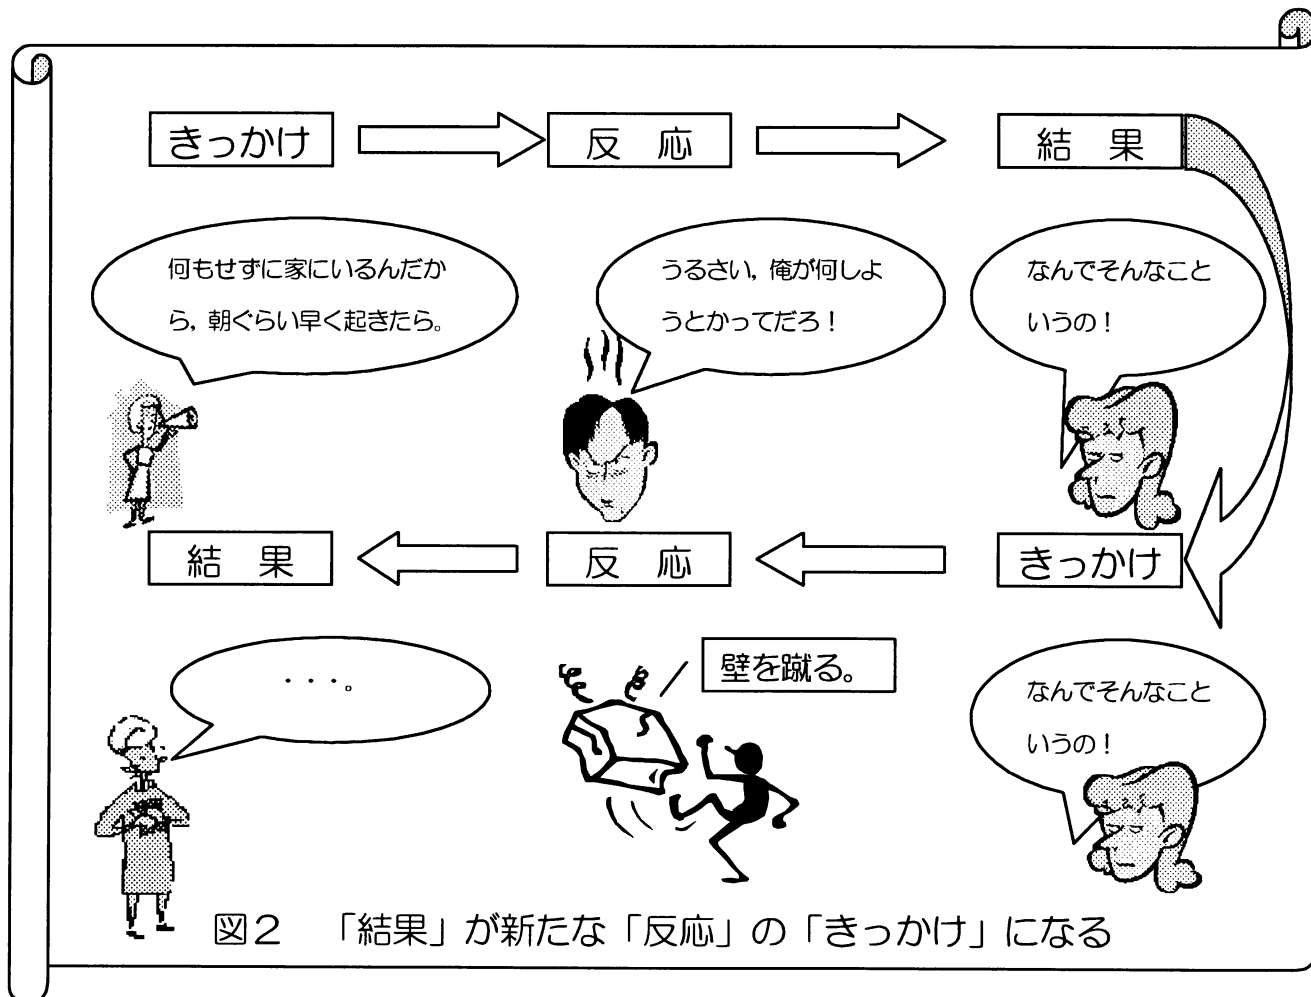 きっかけ
反応
結果
何もせずに家にいるんだか
ら，朝ぐらい早く起きたら。
うるさい，俺が何しよ
うとかってだろ！
なんでそんなこと
いうの！
きっかけ
反応
結果
なんでそんなこと
いうの！
壁を蹴る。
・・・。
図２　「結果」が新たな「反応」の「きっかけ」になる